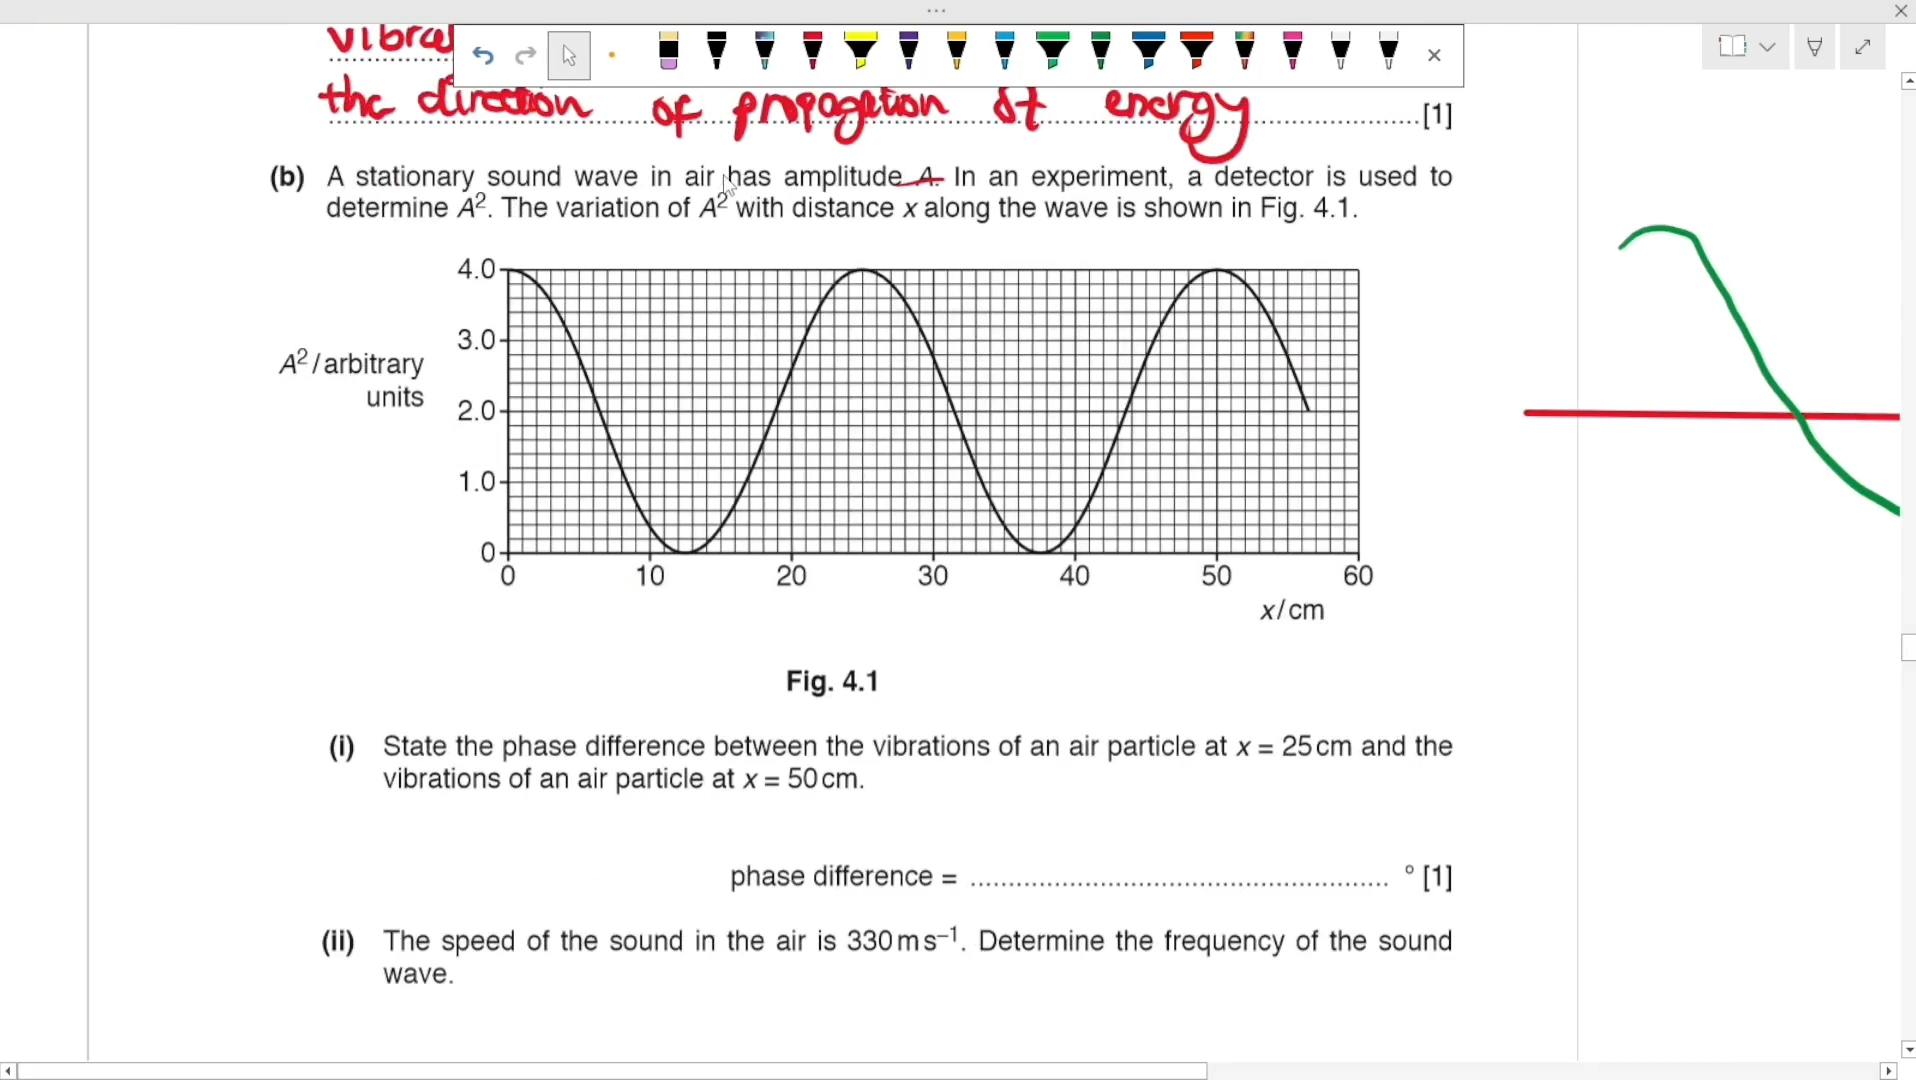 the direction of propagation of energy
[1]
(b) A stationary sound wave in air has amplitude A. In an experiment, a detector is used to
determine A². The variation of A² with distance x along the wave is shown in Fig. 4.1.
4.0
3.0
A²/arbitrary
units
2.0
1.0
0
0 10 20 30 40 50 60
x/cm
Fig. 4.1
(i) State the phase difference between the vibrations of an air particle at x = 25 cm and the
vibrations of an air particle at x = 50 cm.
phase difference = ...................................................... ° [1]
(ii) The speed of the sound in the air is 330 m s⁻¹. Determine the frequency of the sound
wave.